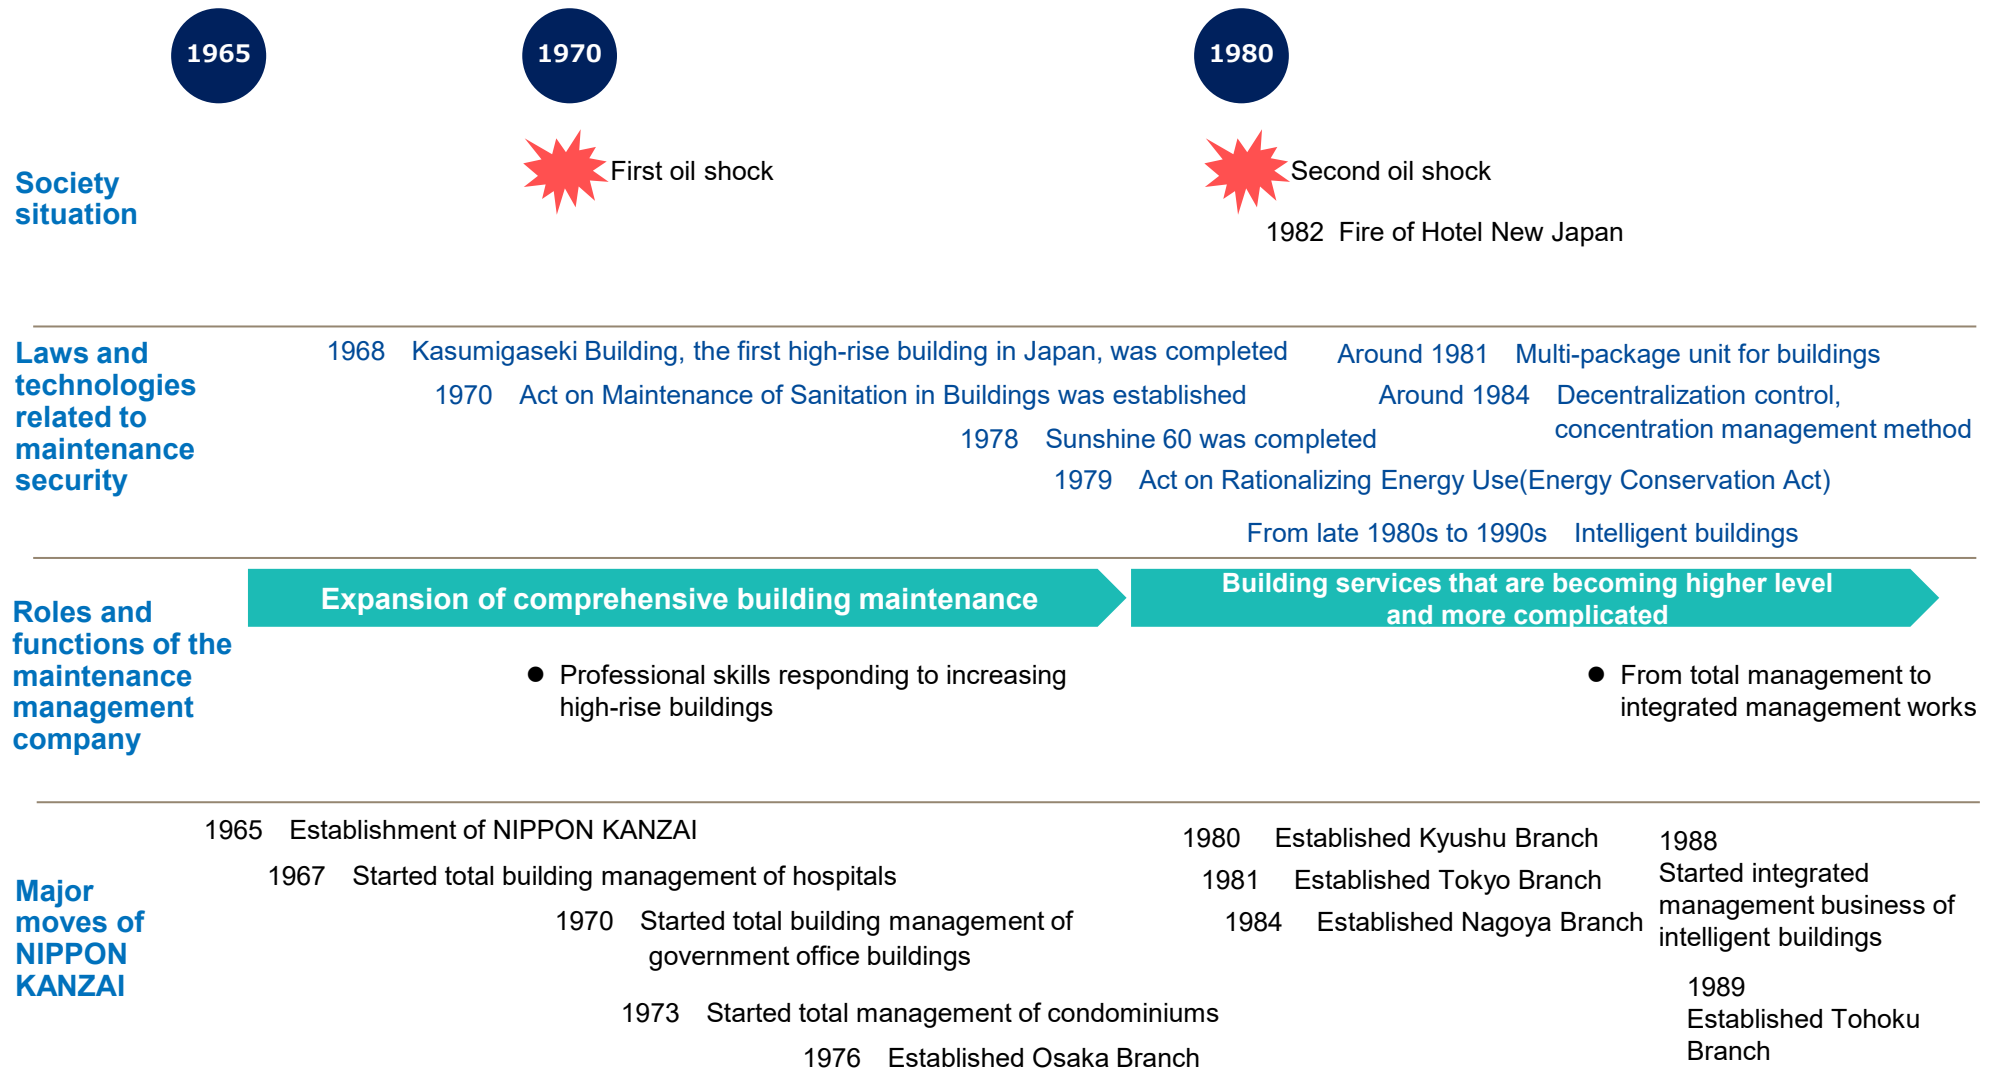 1965
1970
1980
Society
situation
First oil shock
Second oil shock
1982 Fire of Hotel New Japan
Laws and
technologies
related to
maintenance
security
1968 Kasumigaseki Building, the first high-rise building in Japan, was completed
1970 Act on Maintenance of Sanitation in Buildings was established
1978 Sunshine 60 was completed
1979 Act on Rationalizing Energy Use(Energy Conservation Act)
Around 1981 Multi-package unit for buildings
Around 1984 Decentralization control,
concentration management method
From late 1980s to 1990s Intelligent buildings
Roles and
functions of the
maintenance
management
company
Expansion of comprehensive building maintenance
Building services that are becoming higher level
and more complicated
● Professional skills responding to increasing
high-rise buildings
● From total management to
integrated management works
Major
moves of
NIPPON
KANZAI
1965 Establishment of NIPPON KANZAI
1967 Started total building management of hospitals
1970 Started total building management of
government office buildings
1973 Started total management of condominiums
1976 Established Osaka Branch
1980 Established Kyushu Branch
1981 Established Tokyo Branch
1984 Established Nagoya Branch
1988
Started integrated
management business of
intelligent buildings
1989
Established Tohoku
Branch